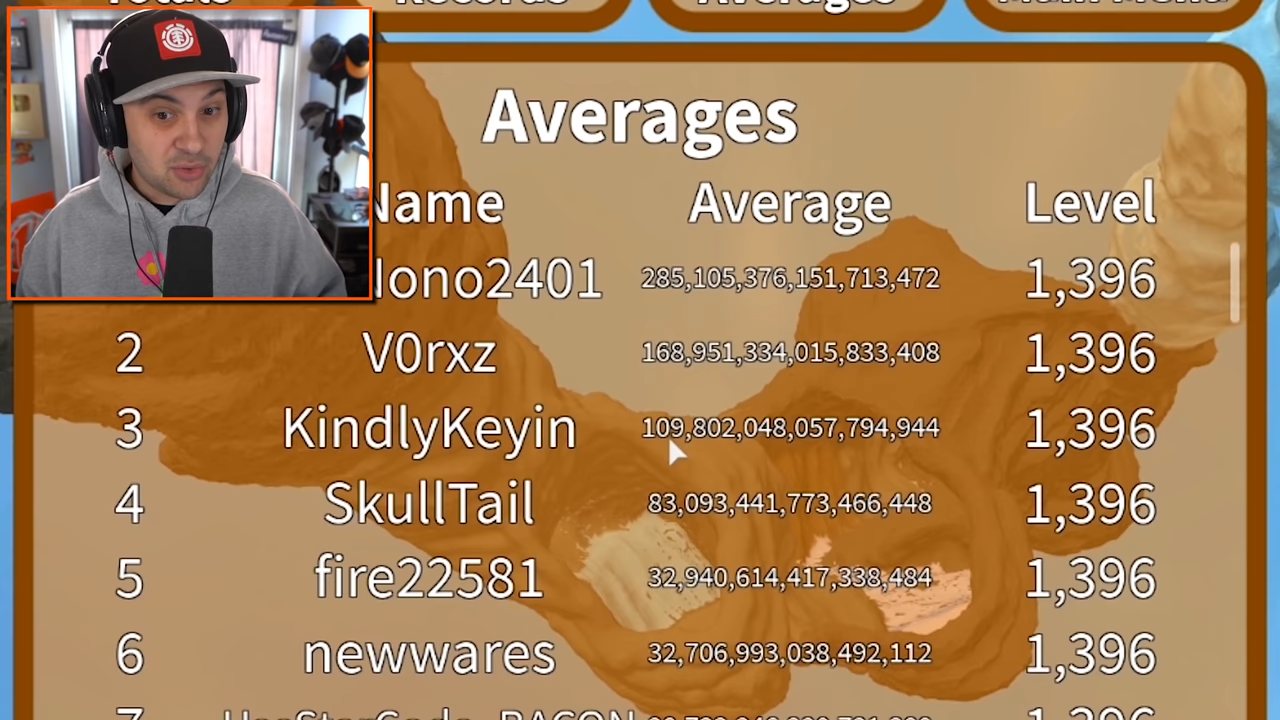 Averages
Name Average Level
Nono2401 285,105,376,151,713,472 1,396
2 V0rxz 168,951,334,015,833,408 1,396
3 KindlyKeyin 109,802,048,057,794,944 1,396
4 SkullTail 83,093,441,773,466,448 1,396
5 fire22581 32,940,614,417,338,484 1,396
6 newwares 32,706,993,038,492,112 1,396